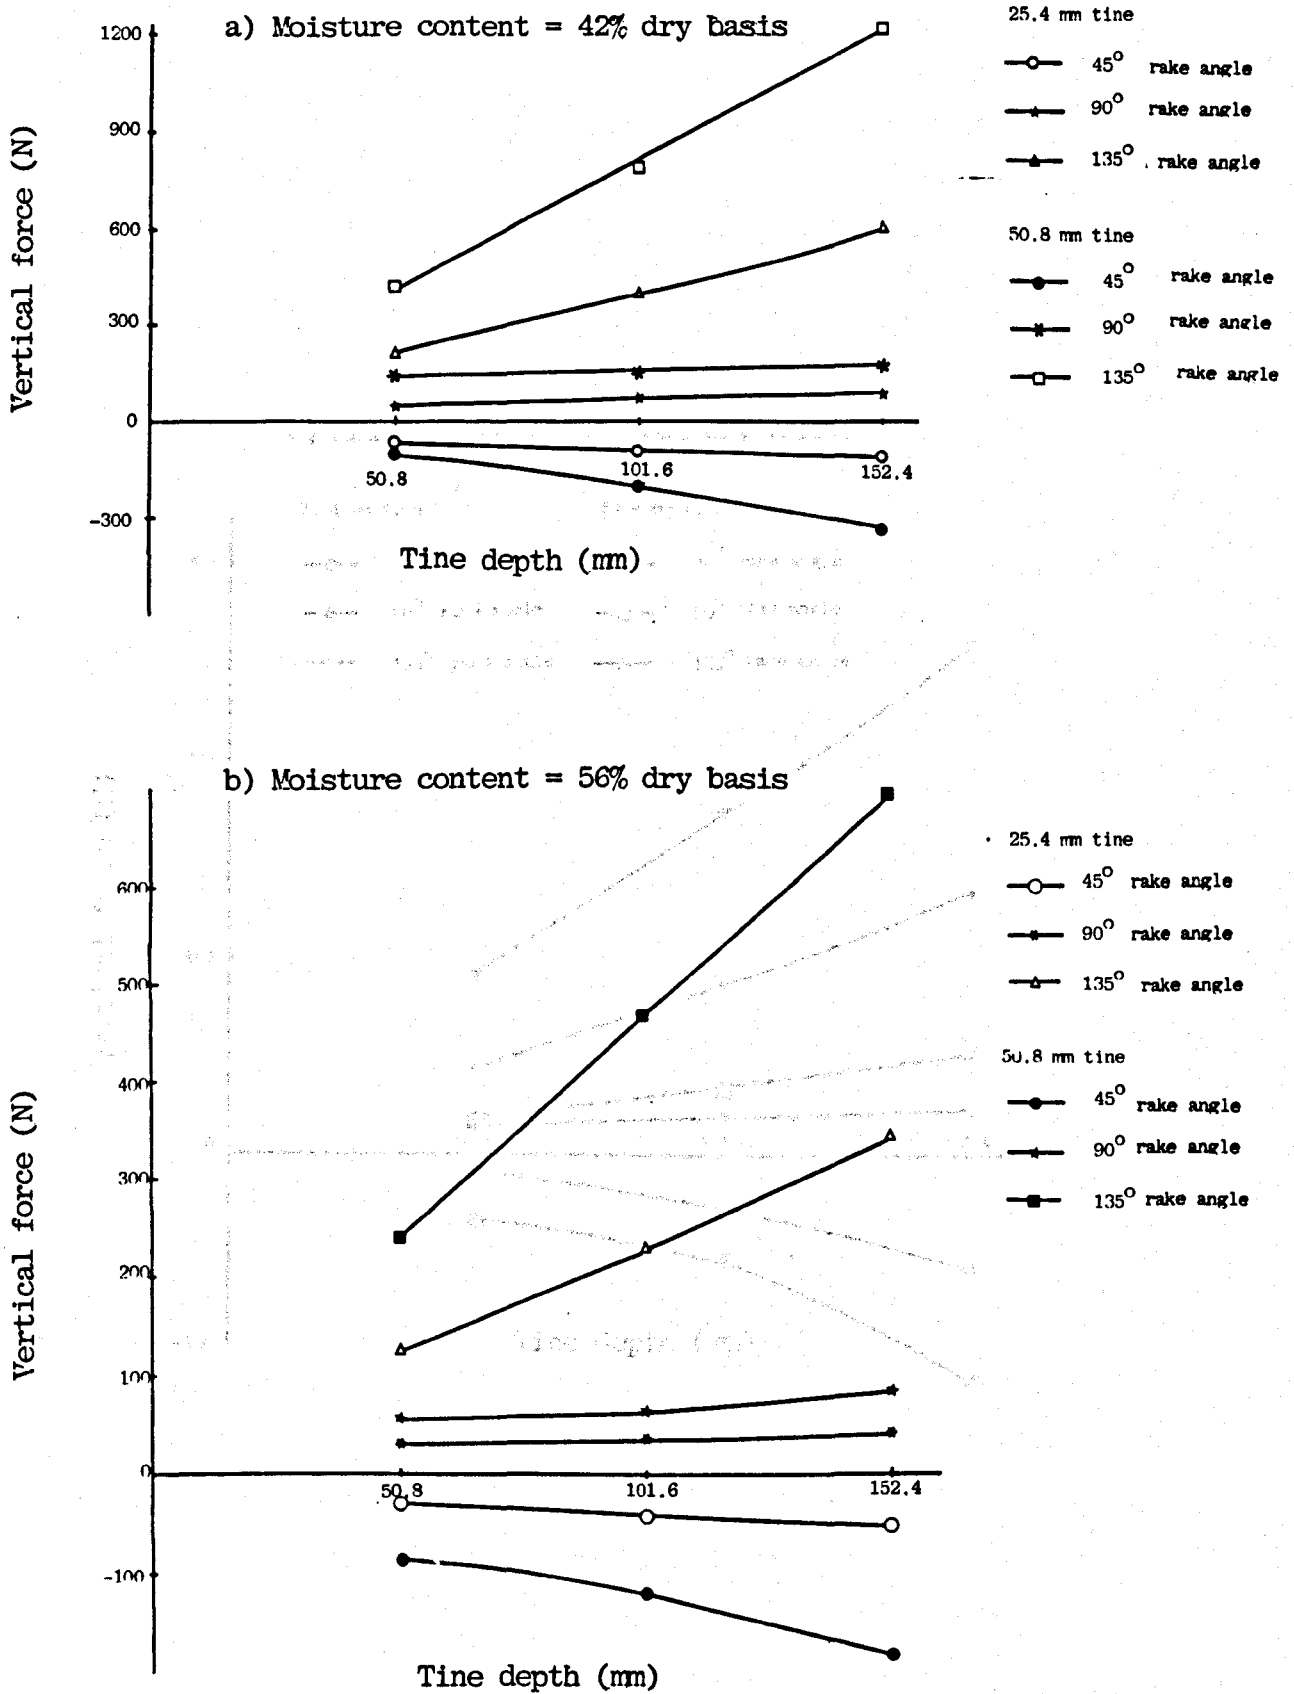 a) Moisture content = 42% dry basis
Vertical force (N)
1200
900
600
300
0
-300
50.8
101.6
152.4
Tine depth (mm)
25.4 mm tine
45° rake angle
90° rake angle
135° rake angle
50.8 mm tine
45° rake angle
90° rake angle
135° rake angle
b) Moisture content = 56% dry basis
Vertical force (N)
600
500
400
300
200
100
0
-100
50.8
101.6
152.4
Tine depth (mm)
25.4 mm tine
45° rake angle
90° rake angle
135° rake angle
50.8 mm tine
45° rake angle
90° rake angle
135° rake angle